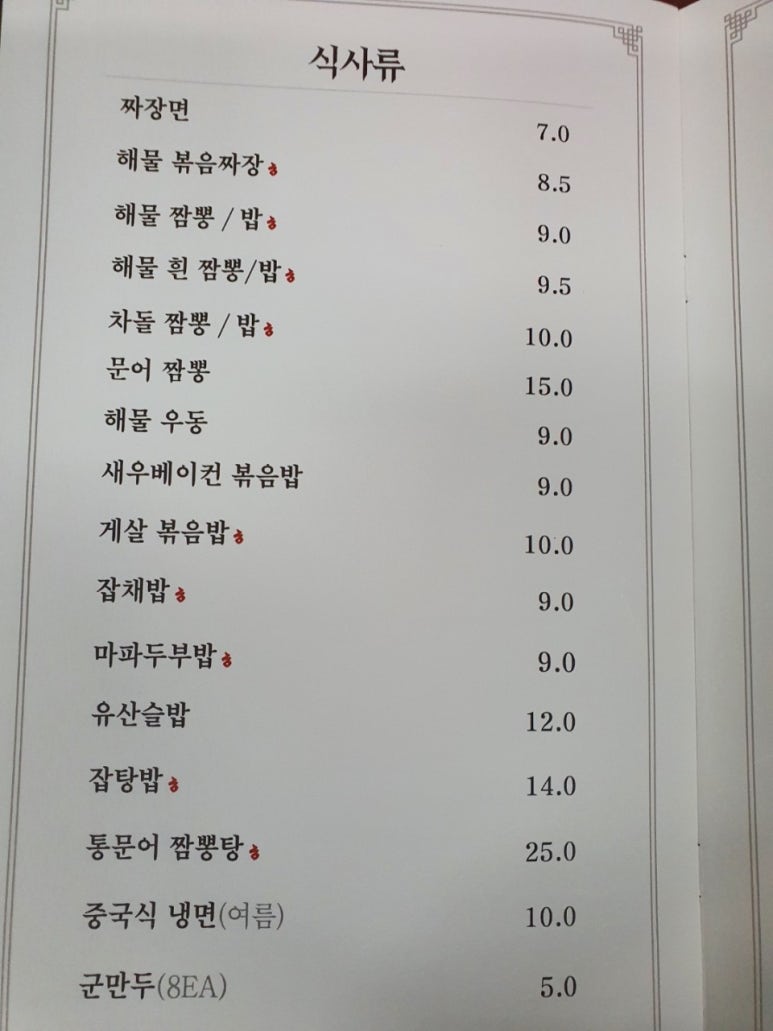 식사류
짜장면 7.0
해물 볶음짜장 8.5
해물 짬뽕 / 밥 9.0
해물 흰 짬뽕/밥 9.5
차돌 짬뽕 / 밥 10.0
문어 짬뽕 15.0
해물 우동 9.0
새우베이컨 볶음밥 9.0
게살 볶음밥 10.0
잡채밥 9.0
마파두부밥 9.0
유산슬밥 12.0
잡탕밥 14.0
통문어 짬뽕탕 25.0
중국식 냉면(여름) 10.0
군만두(8EA) 5.0